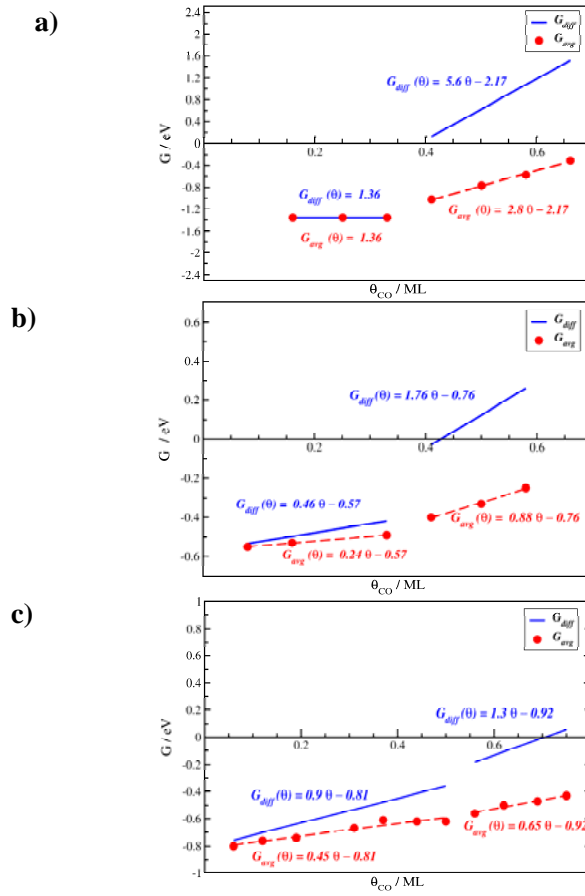 a)
2.4
1.8
1.2
0.6
0
-0.6
-1.2
-1.8
-2.4
G / eV
0.2
0.4
0.6
G_diff
G_avg
G_diff (θ) = 5.6 θ − 2.17
G_diff (θ) = 1.36
G_avg (θ) = 1.36
G_avg (θ) = 2.8 θ − 2.17
θ_CO / ML
b)
0.6
0.4
0.2
0
-0.2
-0.4
-0.6
G / eV
0.2
0.4
0.6
G_diff
G_avg
G_diff (θ) = 1.76 θ − 0.76
G_diff (θ) = 0.46 θ − 0.57
G_avg (θ) = 0.24 θ − 0.57
G_avg (θ) = 0.88 θ − 0.76
θ_CO / ML
c)
1
0.8
0.6
0.4
0.2
0
-0.2
-0.4
-0.6
-0.8
-1
G / eV
0.2
0.4
0.6
G_diff
G_avg
G_diff (θ) = 1.3 θ − 0.92
G_diff (θ) = 0.9 θ − 0.81
G_avg (θ) = 0.45 θ − 0.81
G_avg (θ) = 0.65 θ − 0.92